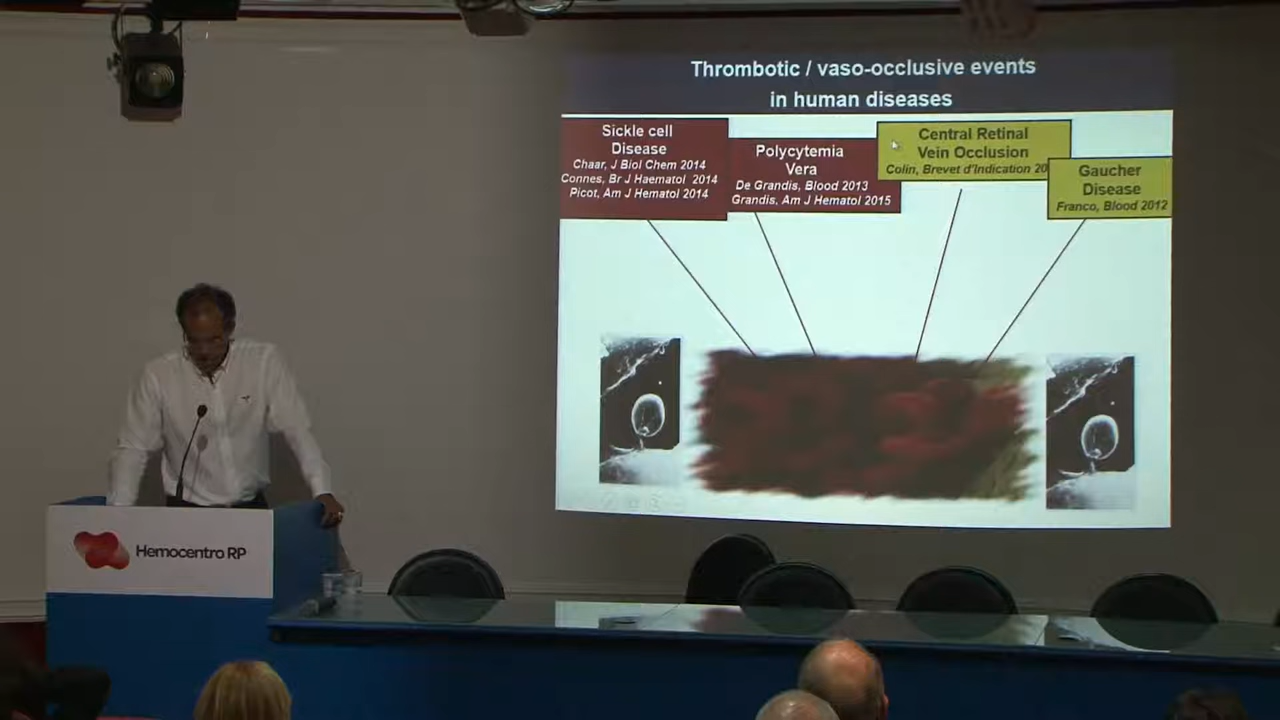 Thrombotic / vaso-occlusive events
in human diseases
Sickle cell
Disease
Chaar, J Biol Chem 2014
Connes, Br J Haematol 2014
Picot, Am J Hematol 2014
Polycytemia
Vera
De Grandis, Blood 2013
Grandis, Am J Hematol 2015
Central Retinal
Vein Occlusion
Colin, Brevet d'Indication 20
Gaucher
Disease
Franco, Blood 2012
Hemocentro RP